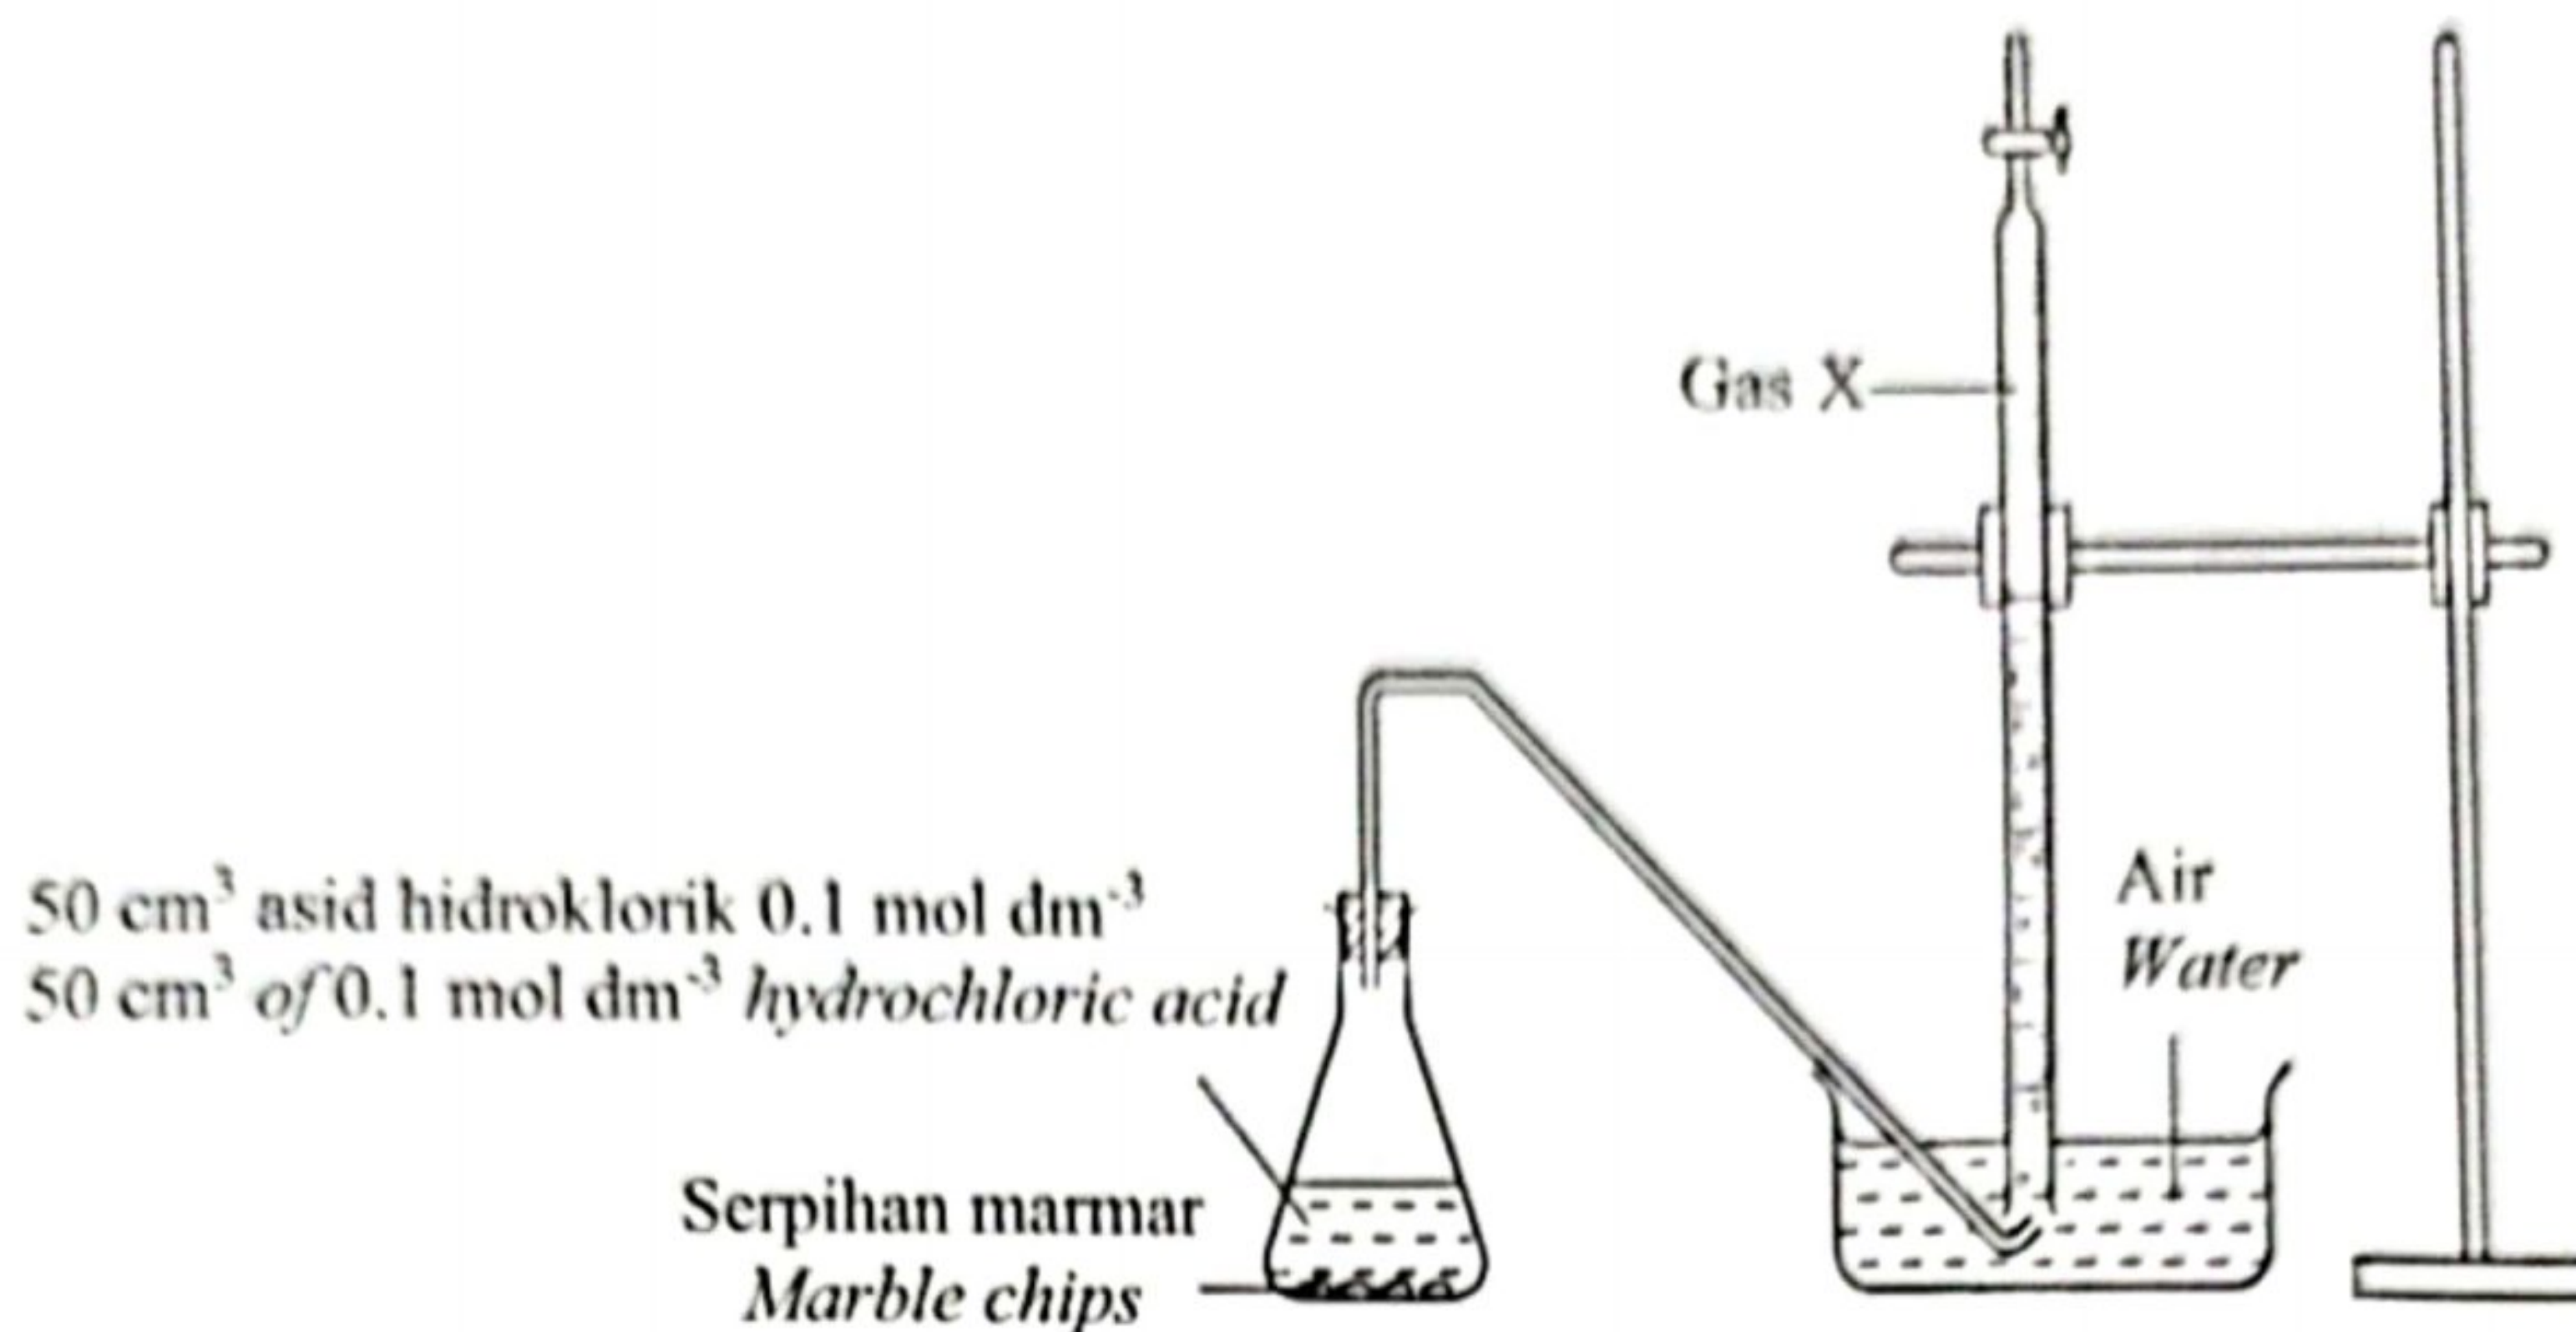 Gas X
50 cm³ asid hidroklorik 0.1 mol dm⁻³
50 cm³ of 0.1 mol dm⁻³ hydrochloric acid
Air
Water
Serpihan marmar
Marble chips